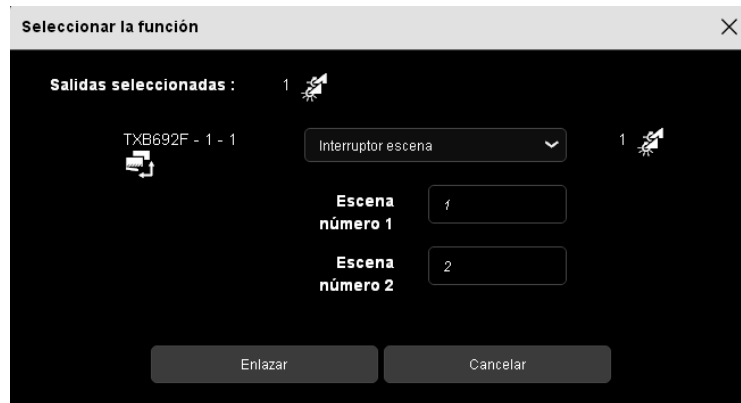 Seleccionar la función
Salidas seleccionadas : 1
TXB692F - 1 - 1 Interruptor escena 1
Escena número 1 1
Escena número 2 2
Enlazar Cancelar